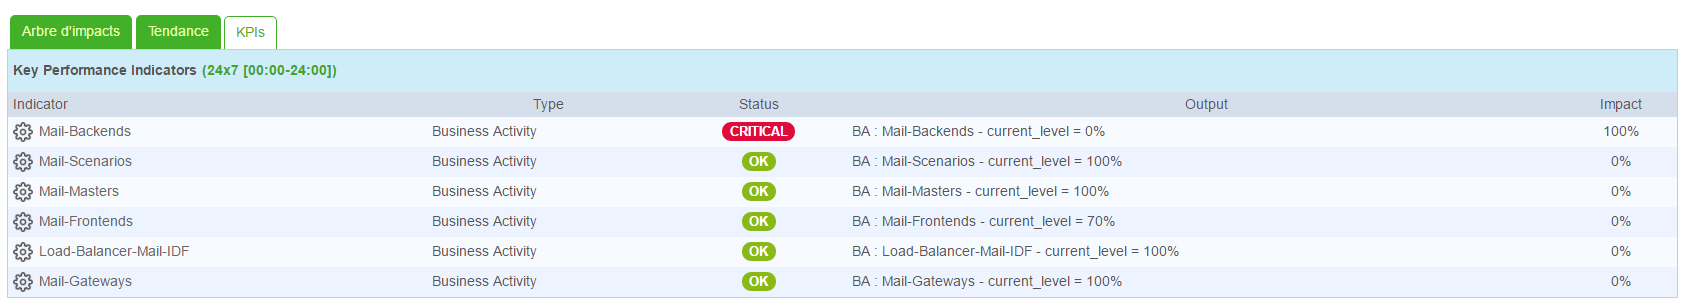 Arbre d'impacts Tendance KPIs
Key Performance Indicators (24x7 [00:00-24:00])
Indicator Type Status Output Impact
Mail-Backends Business Activity CRITICAL BA : Mail-Backends - current_level = 0% 100%
Mail-Scenarios Business Activity OK BA : Mail-Scenarios - current_level = 100% 0%
Mail-Masters Business Activity OK BA : Mail-Masters - current_level = 100% 0%
Mail-Frontends Business Activity OK BA : Mail-Frontends - current_level = 70% 0%
Load-Balancer-Mail-IDF Business Activity OK BA : Load-Balancer-Mail-IDF - current_level = 100% 0%
Mail-Gateways Business Activity OK BA : Mail-Gateways - current_level = 100% 0%